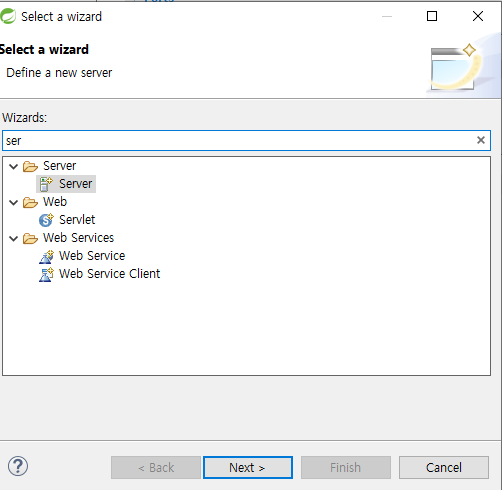 Select a wizard
Select a wizard
Define a new server
Wizards:
ser
Server
Server
Web
Servlet
Web Services
Web Service
Web Service Client
< Back
Next >
Finish
Cancel